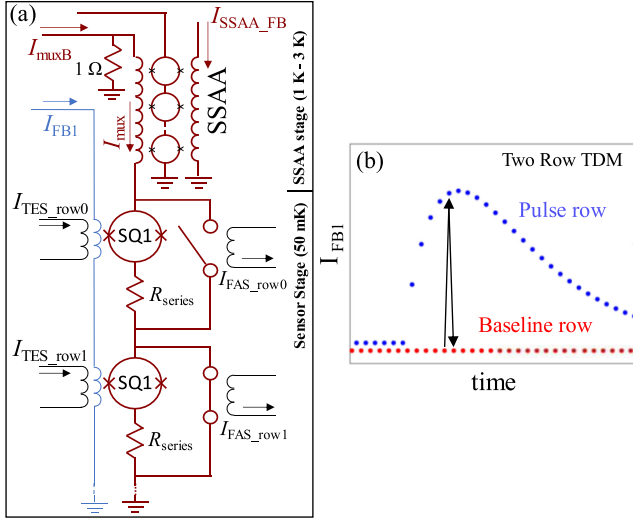 (a)
I_SSAA_FB
I_muxB
1 Ω
I_FB1
I_mux
SSAA
SSAA stage (1 K - 3 K)
I_TES_row0
SQ1
R_series
I_FAS_row0
Sensor Stage (50 mK)
I_TES_row1
SQ1
R_series
I_FAS_row1
(b)
Two Row TDM
Pulse row
I_FB1
Baseline row
time